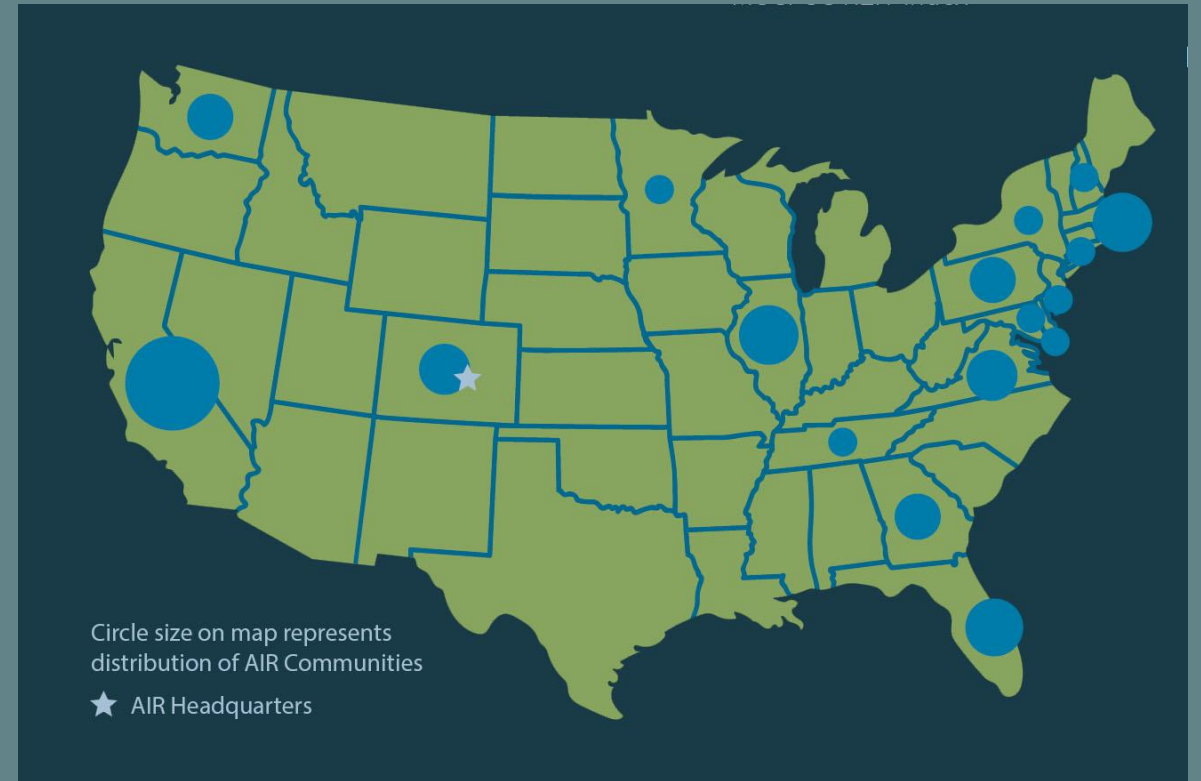 Circle size on map represents
distribution of AIR Communities
AIR Headquarters